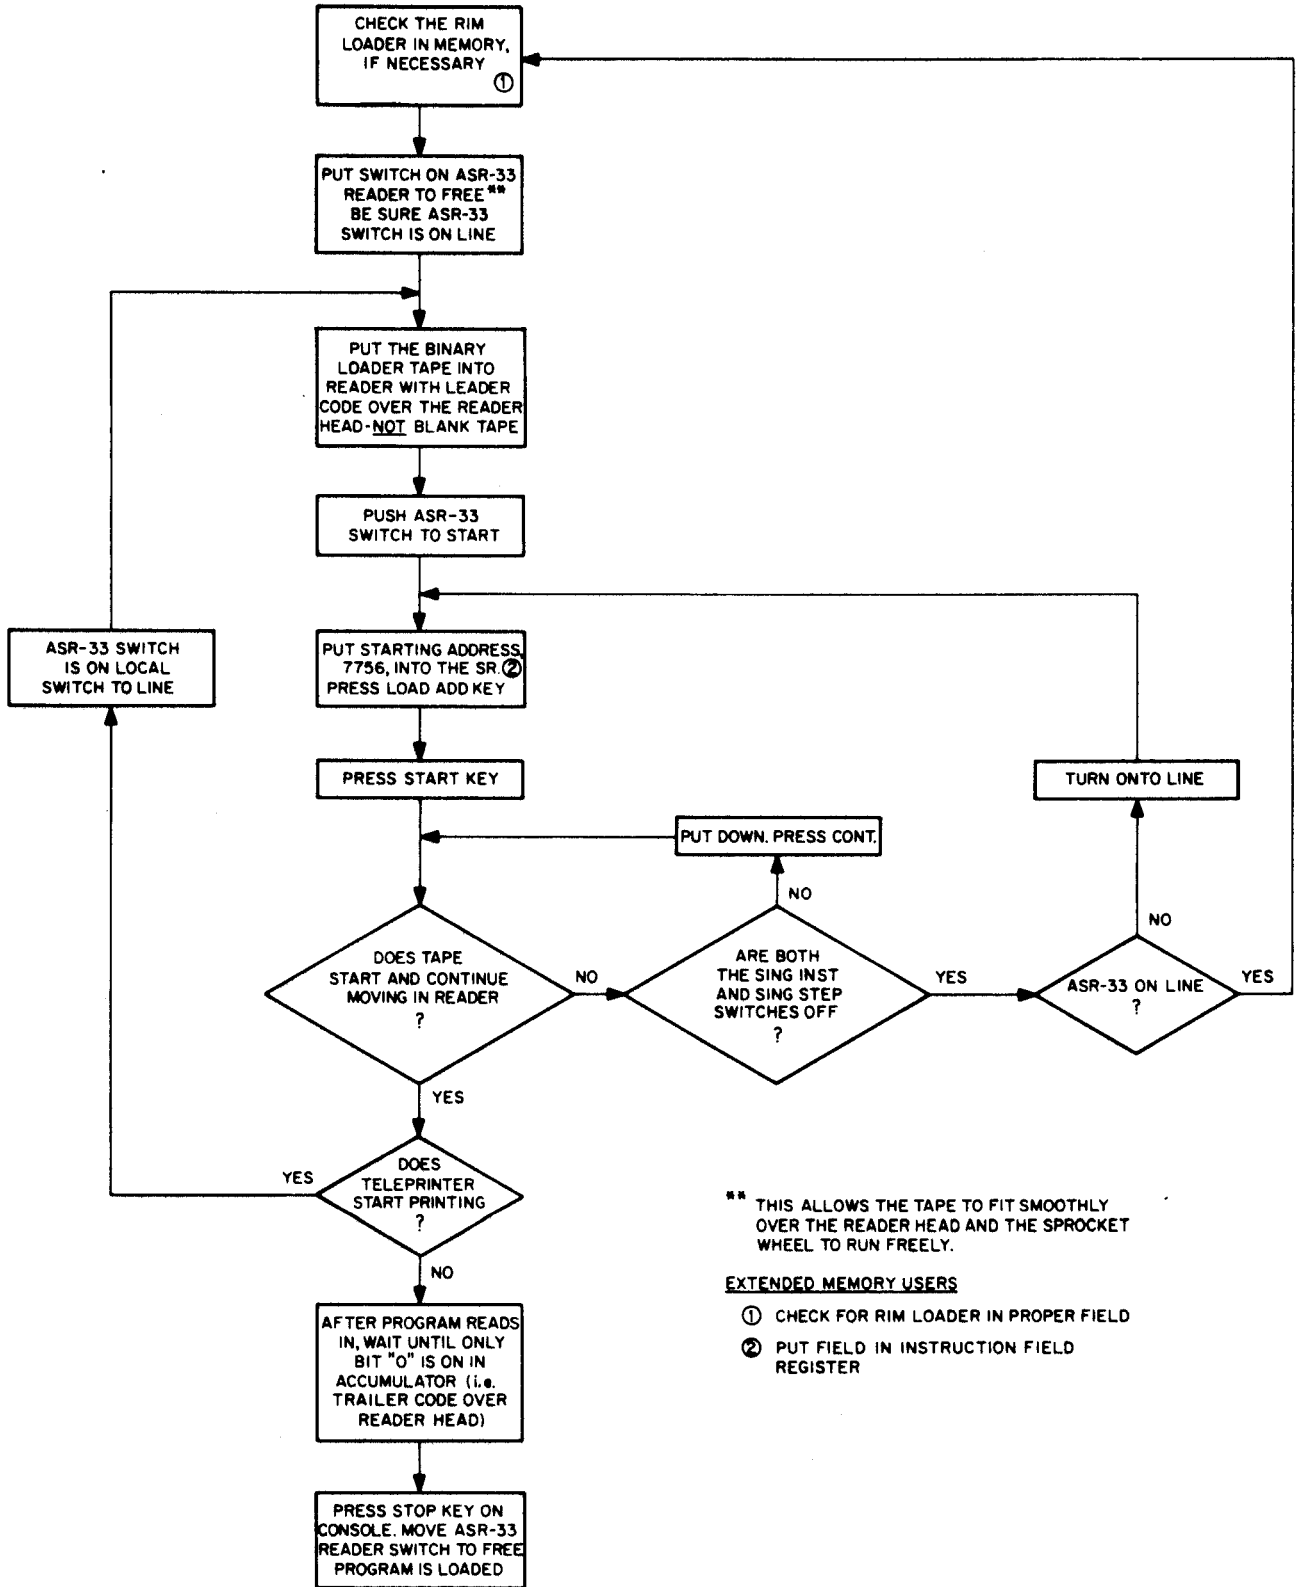 CHECK THE RIM
LOADER IN MEMORY,
IF NECESSARY
①
PUT SWITCH ON ASR-33
READER TO FREE**
BE SURE ASR-33
SWITCH IS ON LINE
PUT THE BINARY
LOADER TAPE INTO
READER WITH LEADER
CODE OVER THE READER
HEAD-NOT BLANK TAPE
PUSH ASR-33
SWITCH TO START
ASR-33 SWITCH
IS ON LOCAL
SWITCH TO LINE
PUT STARTING ADDRESS,
7756, INTO THE SR. ②
PRESS LOAD ADD KEY
PRESS START KEY
TURN ONTO LINE
PUT DOWN. PRESS CONT.
NO
NO
DOES TAPE
START AND CONTINUE
MOVING IN READER
?
NO
ARE BOTH
THE SING INST
AND SING STEP
SWITCHES OFF
?
YES
ASR-33 ON LINE
?
YES
YES
YES
DOES
TELEPRINTER
START PRINTING
?
NO
** THIS ALLOWS THE TAPE TO FIT SMOOTHLY
OVER THE READER HEAD AND THE SPROCKET
WHEEL TO RUN FREELY.
EXTENDED MEMORY USERS
① CHECK FOR RIM LOADER IN PROPER FIELD
② PUT FIELD IN INSTRUCTION FIELD
REGISTER
AFTER PROGRAM READS
IN, WAIT UNTIL ONLY
BIT "0" IS ON IN
ACCUMULATOR (i.e.
TRAILER CODE OVER
READER HEAD)
PRESS STOP KEY ON
CONSOLE. MOVE ASR-33
READER SWITCH TO FREE
PROGRAM IS LOADED